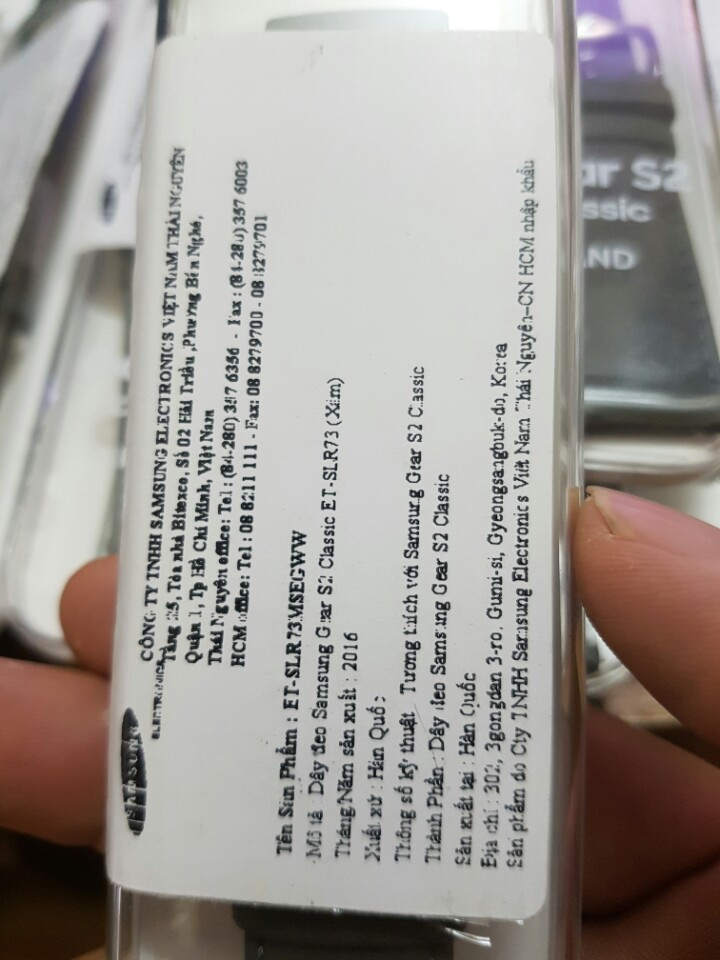 SAMSUNG
ELECTRONICS
CÔNG TY TNHH SAMSUNG ELECTRONICS VIỆT NAM THÁI NGUYÊN
Tầng 25, Tòa nhà Bitexco, Số 02 Hải Triều ,Phường Bến Nghé,
Quận 1, Tp Hồ Chí Minh, Việt Nam
Thái Nguyên office: Tel : (84-280) 357 6356 - Fax : (84-280) 357 6003
HCM office: Tel : 08 8211 111 - Fax: 08 8279700 - 08 8279701
Tên Sản Phẩm : ET-SLR73MSEGWW
Mô tả : Dây đeo Samsung Gear S2 Classic ET-SLR73 (Xám)
Tháng Năm sản xuất : 2016
Xuất xứ : Hàn Quốc
Thông số kỹ thuật : Tương thích với Samsung Gear S2 Classic
Thành Phần : Dây đeo Samsung Gear S2 Classic
Sản xuất tại : Hàn Quốc
Địa chỉ : 302, 3gongdan 3-ro, Gumi-si, Gyeongsangbuk-do, Korea
Sản phẩm do Cty TNHH Samsung Electronics Việt Nam Thái Nguyên–CN HCM nhập khẩu
ar S2
ssic
AND